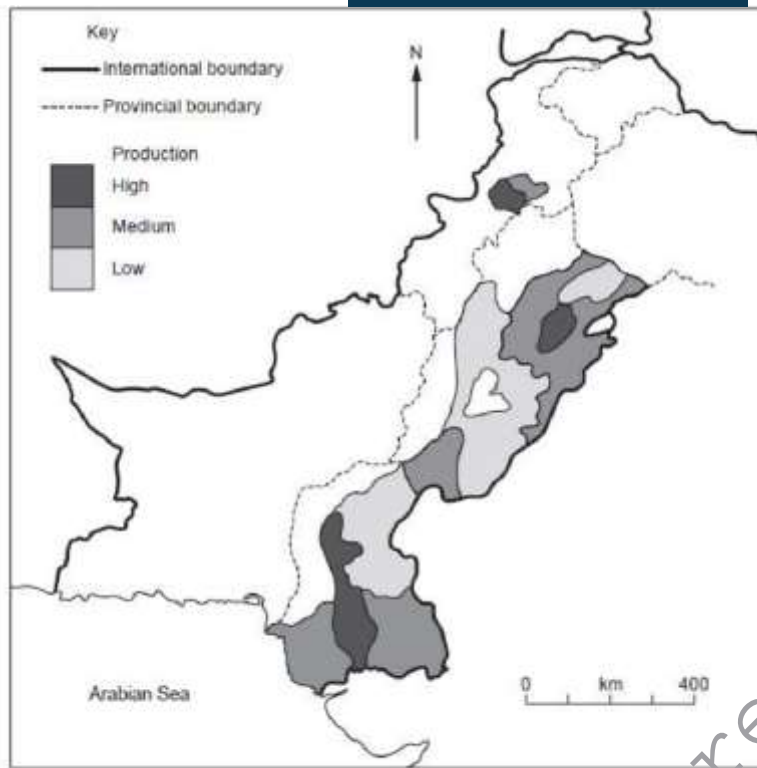 Key
International boundary
Provincial boundary
N
Production
High
Medium
Low
Arabian Sea
0 km 400